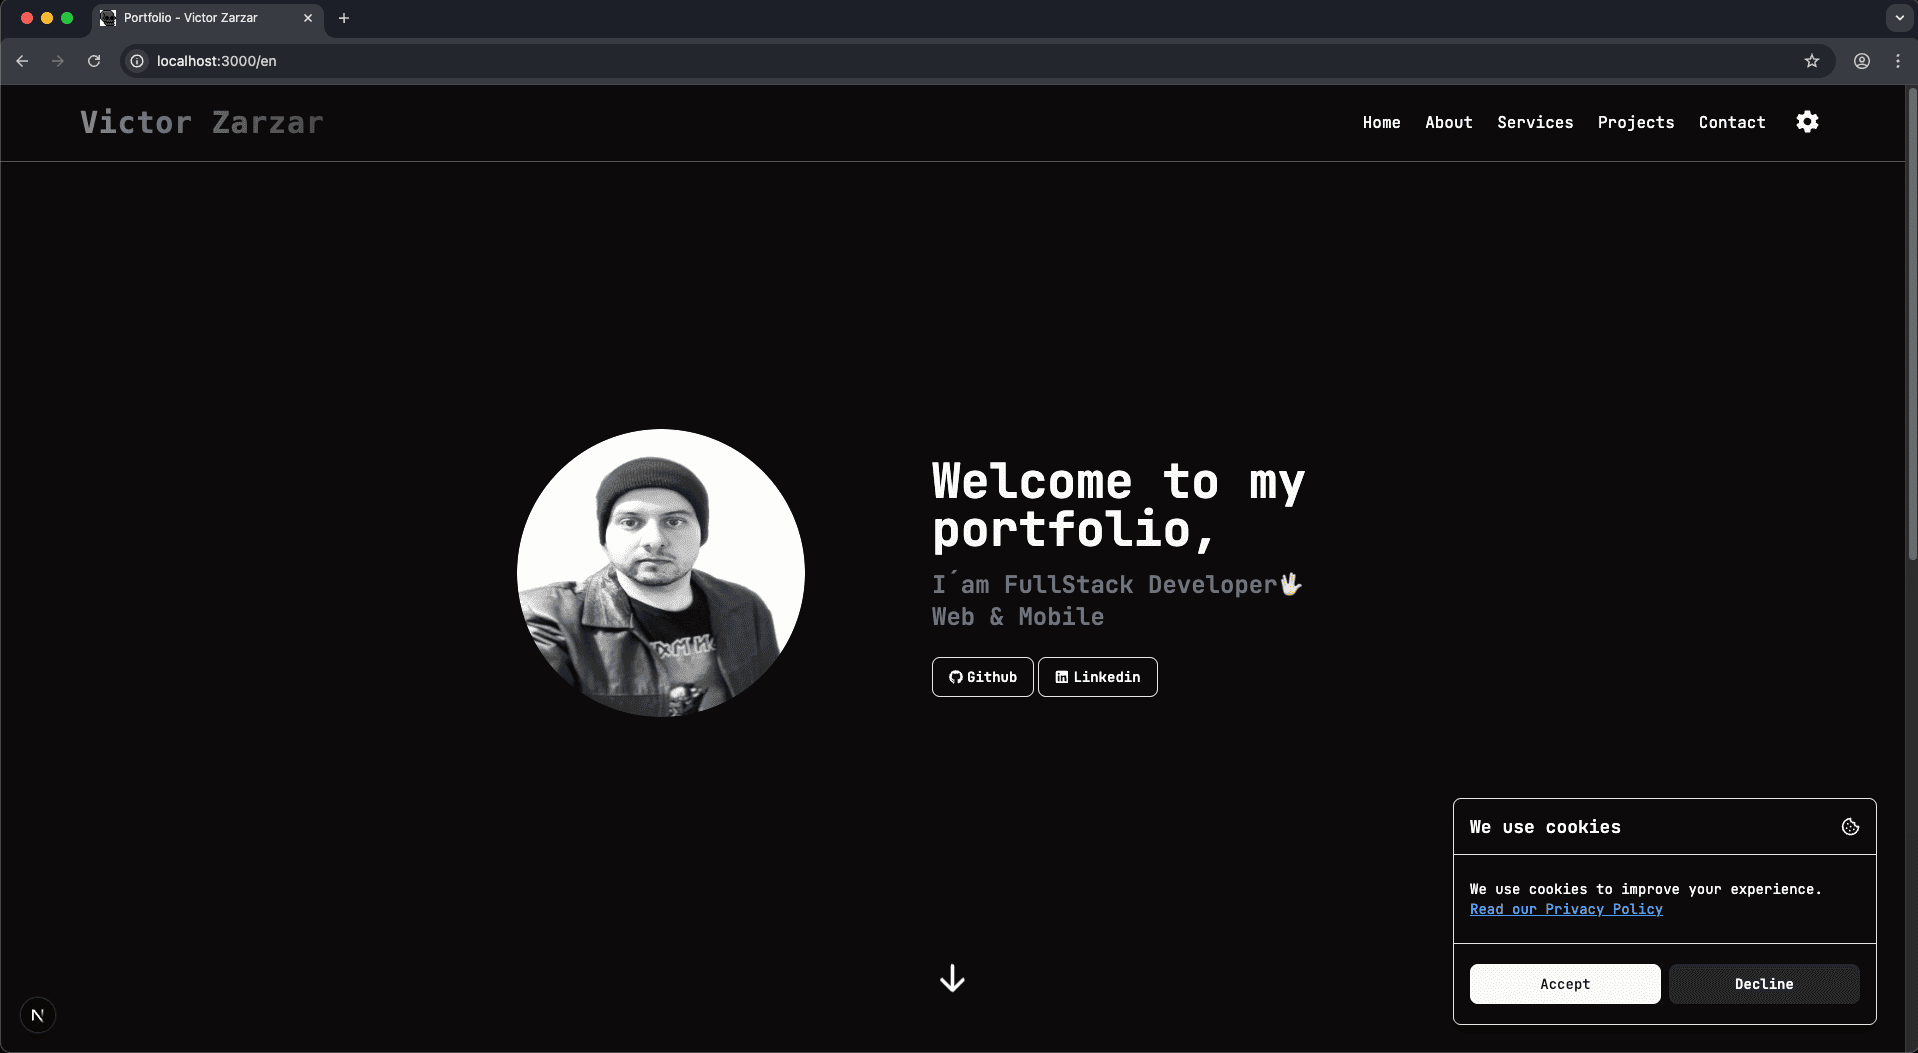 Portfolio - Victor Zarzar
localhost:3000/en
Victor Zarzar
Home About Services Projects Contact
Welcome to my
portfolio,
I´am FullStack Developer🖖
Web & Mobile
Github Linkedin
We use cookies
We use cookies to improve your experience.
Read our Privacy Policy
Accept Decline
N